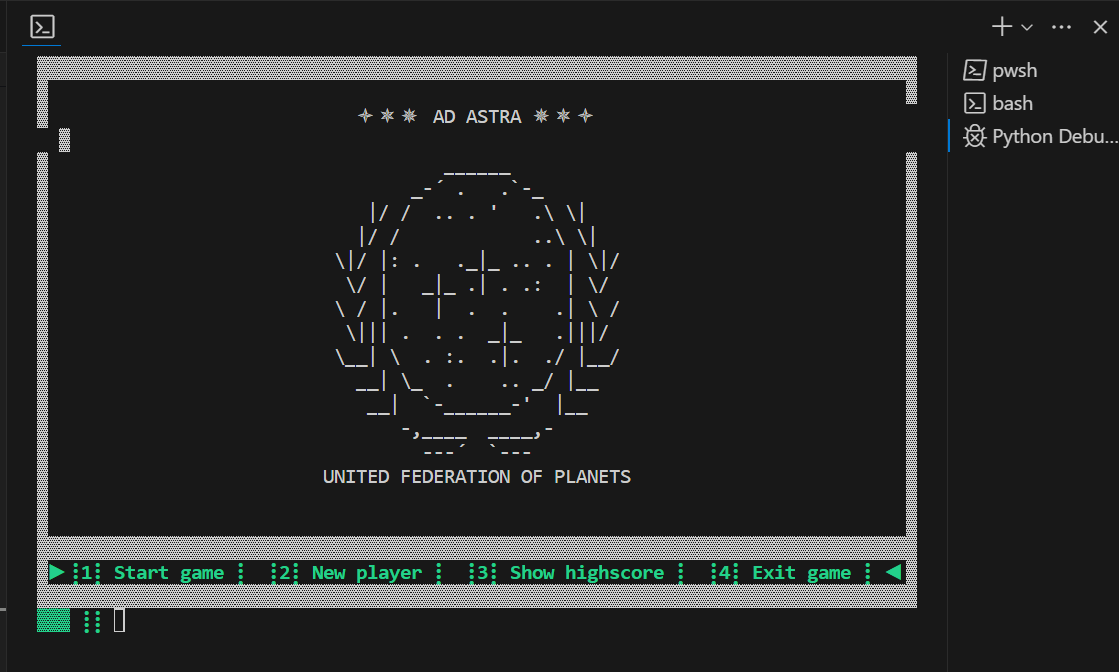 pwsh
bash
Python Debu...
AD ASTRA
UNITED FEDERATION OF PLANETS
1 Start game 2 New player 3 Show highscore 4 Exit game